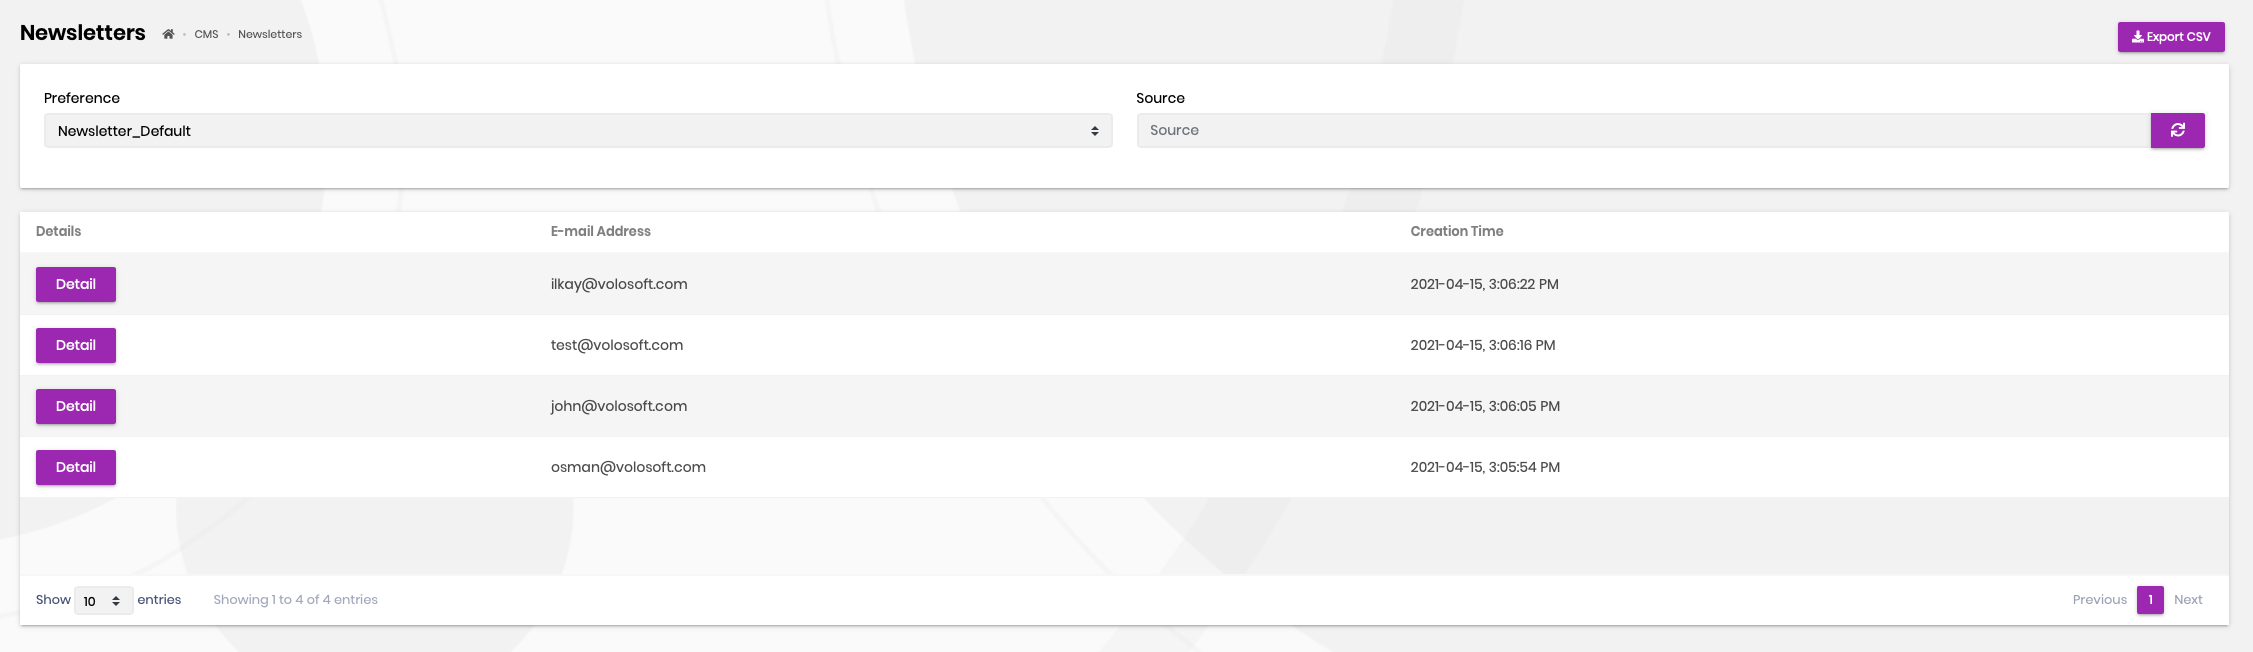 Newsletters CMS Newsletters
Export CSV
Preference Source
Newsletter_Default Source
Details E-mail Address Creation Time
Detail ilkay@volosoft.com 2021-04-15, 3:06:22 PM
Detail test@volosoft.com 2021-04-15, 3:06:16 PM
Detail john@volosoft.com 2021-04-15, 3:06:05 PM
Detail osman@volosoft.com 2021-04-15, 3:05:54 PM
Show 10 entries Showing 1 to 4 of 4 entries Previous 1 Next